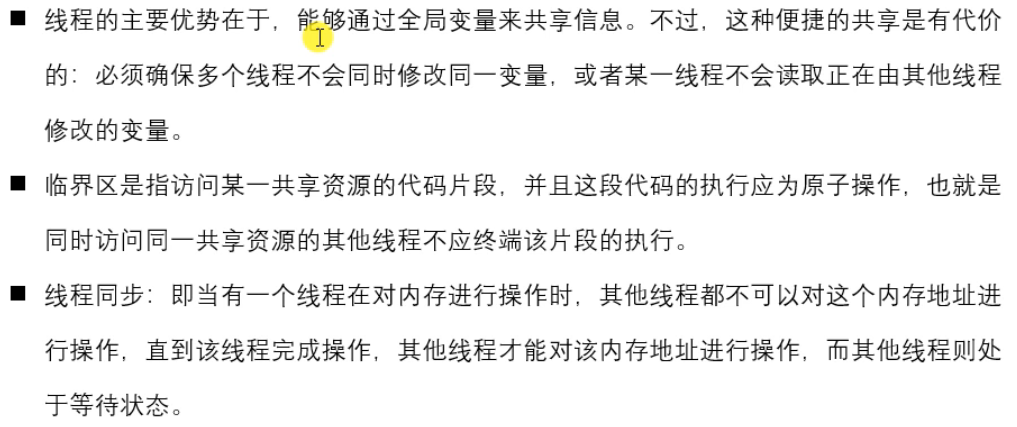 ■ 线程的主要优势在于，能够通过全局变量来共享信息。不过，这种便捷的共享是有代价
的：必须确保多个线程不会同时修改同一变量，或者某一线程不会读取正在由其他线程
修改的变量。
■ 临界区是指访问某一共享资源的代码片段，并且这段代码的执行应为原子操作，也就是
同时访问同一共享资源的其他线程不应终端该片段的执行。
■ 线程同步：即当有一个线程在对内存进行操作时，其他线程都不可以对这个内存地址进
行操作，直到该线程完成操作，其他线程才能对该内存地址进行操作，而其他线程则处
于等待状态。